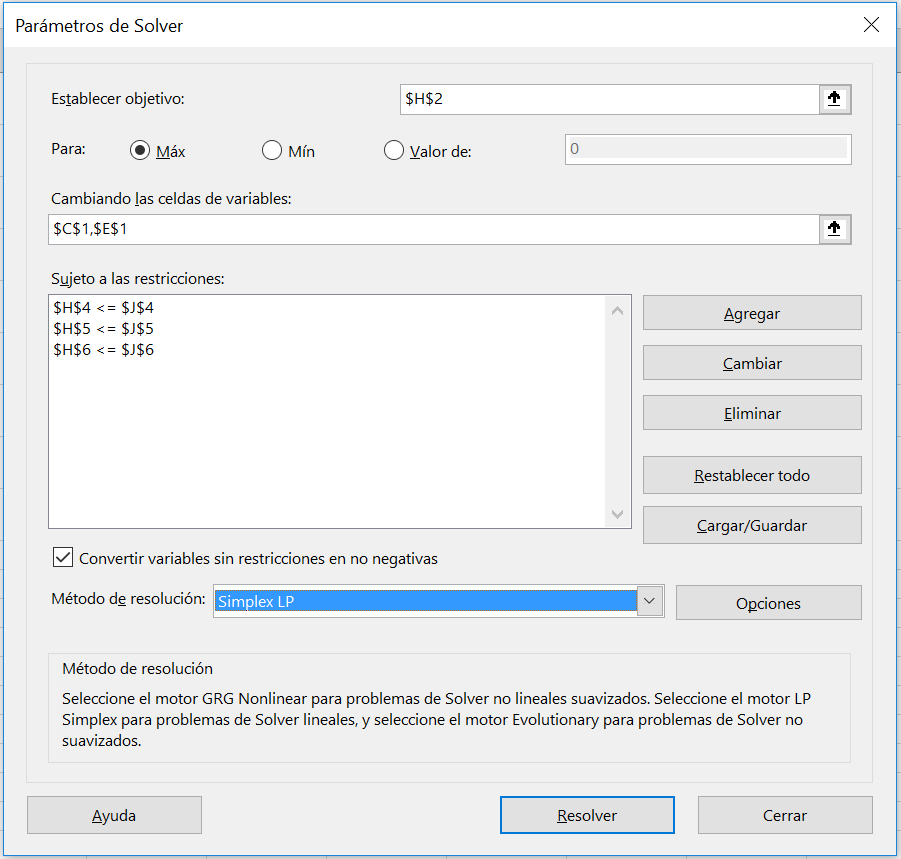 Parámetros de Solver
Establecer objetivo:
$H$2
Para:
Máx
Mín
Valor de:
0
Cambiando las celdas de variables:
$C$1,$E$1
Sujeto a las restricciones:
$H$4 <= $J$4
$H$5 <= $J$5
$H$6 <= $J$6
Agregar
Cambiar
Eliminar
Restablecer todo
Cargar/Guardar
Convertir variables sin restricciones en no negativas
Método de resolución:
Simplex LP
Opciones
Método de resolución
Seleccione el motor GRG Nonlinear para problemas de Solver no lineales suavizados. Seleccione el motor LP
Simplex para problemas de Solver lineales, y seleccione el motor Evolutionary para problemas de Solver no
suavizados.
Ayuda
Resolver
Cerrar